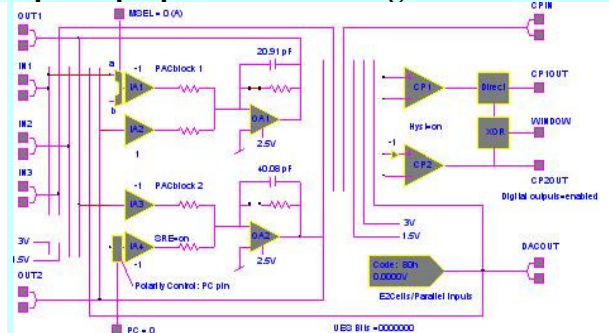 OUT1
MSEL = 0 (A)
CPIN
IN1
a
-1
PACblock 1
20.91 pF
IA1
b
CP1
Direct
CP1OUT
OA1
IN2
IA2
1
2.5V
Hyst=on
XOR
WINDOW
-1
CP2
IN3
-1
PACblock 2
40.08 pF
CP2OUT
Digital outputs=enabled
IA3
3V
SRE=on
OA2
3V
1.5V
IA4
-1
2.5V
1.5V
DACOUT
Code: 80h
0.0000V
OUT2
Polarity Control: PC pin
E2Cells/Parallel Inputs
PC = 0
UES Bits =0000000